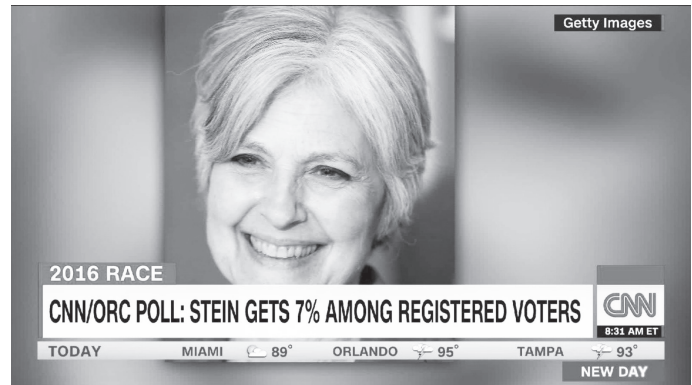 Getty Images
2016 RACE
CNN/ORC POLL: STEIN GETS 7% AMONG REGISTERED VOTERS
CNN
8:31 AM ET
TODAY MIAMI 89° ORLANDO 95° TAMPA 93°
NEW DAY